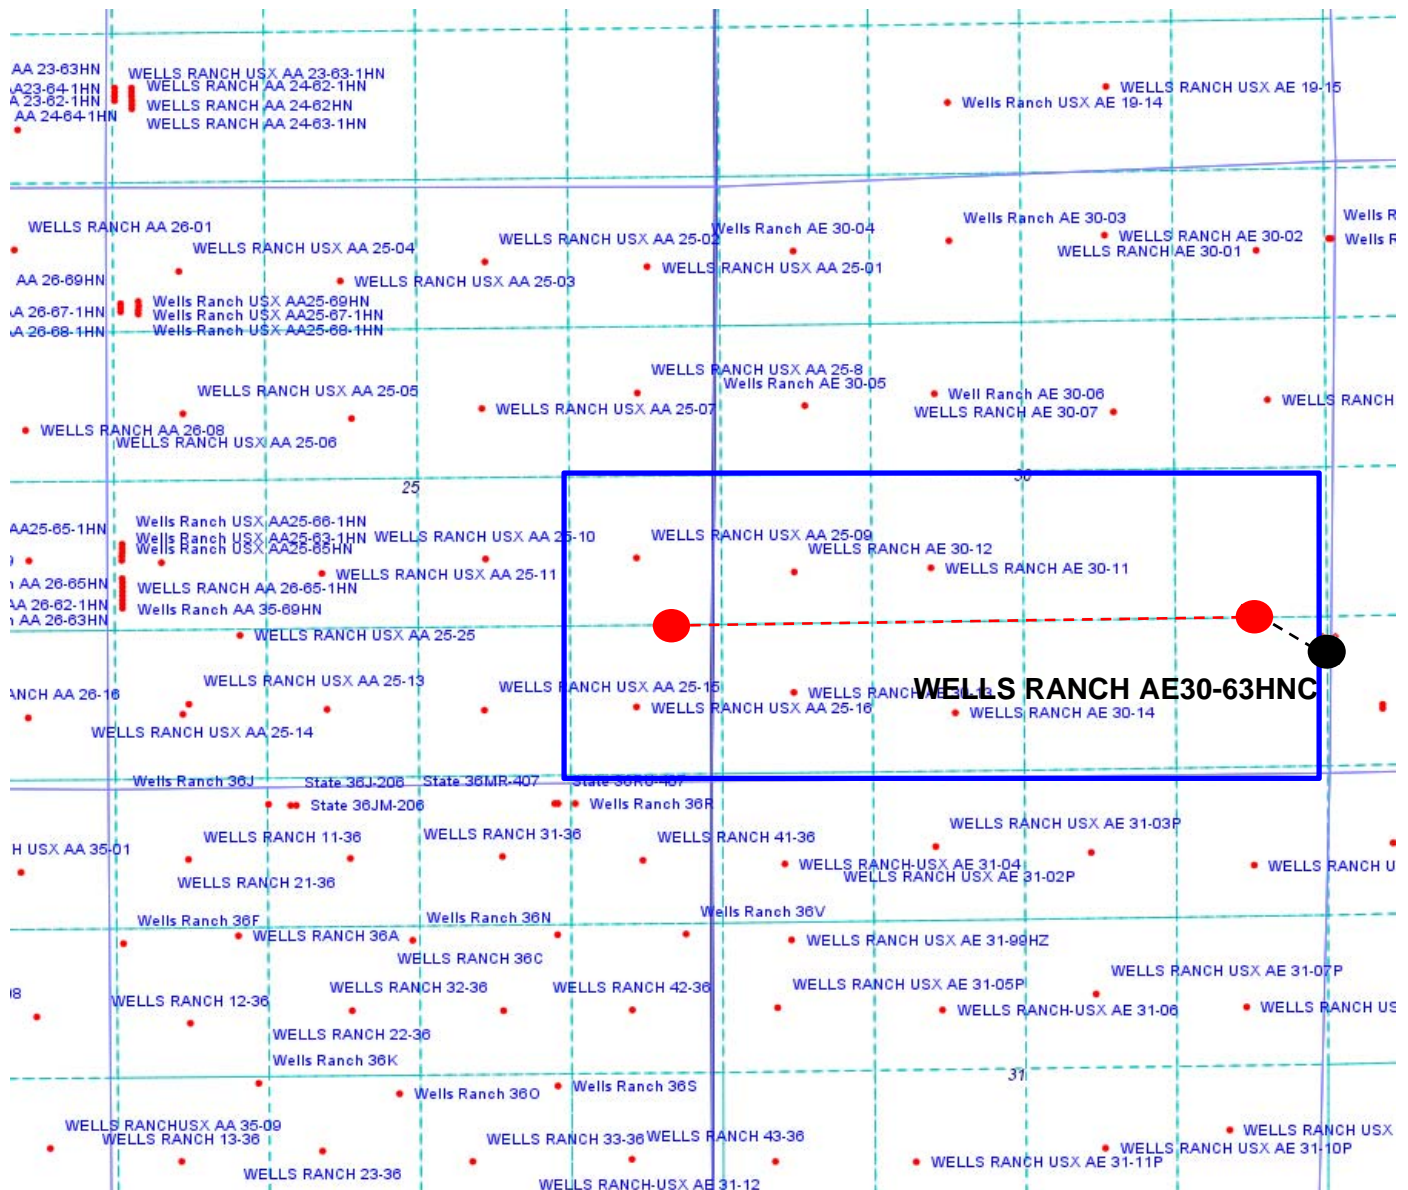 AA 23-63HN
WELLS RANCH USX AA 23-63-1HN
A23-64-1HN
WELLS RANCH AA 24-62-1HN
WELLS RANCH USX AE 19-15
A 23-62-1HN
WELLS RANCH AA 24-62HN
Wells Ranch USX AE 19-14
AA 24-64-1HN
WELLS RANCH AA 24-63-1HN
WELLS RANCH AA 26-01
WELLS RANCH USX AA 25-04
WELLS RANCH USX AA 25-02
Well Ranch AE 30-04
Wells Ranch AE 30-03
Wells R
WELLS RANCH AE 30-02
Wells R
WELLS RANCH AE 30-01
AA 26-69HN
WELLS RANCH USX AA 25-03
WELLS RANCH USX AA 25-01
Wells Ranch USX AA25-69HN
A 26-67-1HN
Wells Ranch USX AA25-67-1HN
A 26-68-1HN
Wells Ranch USX AA25-68-1HN
WELLS RANCH USX AA 25-8
WELLS RANCH USX AA 25-05
Wells Ranch AE 30-05
Well Ranch AE 30-06
WELLS RANCH
WELLS RANCH USX AA 25-07
WELLS RANCH AE 30-07
WELLS RANCH AA 26-08
WELLS RANCH USX AA 25-06
25
30
AA25-65-1HN
Wells Ranch USX AA25-66-1HN
Wells Ranch USX AA25-63-1HN
WELLS RANCH USX AA 25-10
WELLS RANCH USX AA 25-09
Wells Ranch USX AA25-65HN
WELLS RANCH AE 30-12
WELLS RANCH USX AA 25-11
WELLS RANCH AE 30-11
AA 26-65HN
WELLS RANCH AA 26-65-1HN
AA 26-62-1HN
Wells Ranch AA 35-69HN
AA 26-63HN
WELLS RANCH USX AA 25-25
ANCH AA 26-16
WELLS RANCH USX AA 25-13
WELLS RANCH USX AA 25-15
WELLS RANCH AE 30-13
WELLS RANCH AE30-63HNC
WELLS RANCH USX AA 25-16
WELLS RANCH AE 30-14
WELLS RANCH USX AA 25-14
Wells Ranch 36J
State 36J-206
State 36MR-407
State 36RU-407
State 36JM-206
Wells Ranch 36R
H USX AA 35-01
WELLS RANCH 11-36
WELLS RANCH 31-36
WELLS RANCH 41-36
WELLS RANCH USX AE 31-03P
WELLS RANCH-USX AE 31-04
WELLS RANCH U
WELLS RANCH USX AE 31-02P
WELLS RANCH 21-36
Wells Ranch 36F
Wells Ranch 36N
Wells Ranch 36V
WELLS RANCH 36A
WELLS RANCH USX AE 31-99HZ
WELLS RANCH 36C
WELLS RANCH USX AE 31-07P
WELLS RANCH 32-36
WELLS RANCH 42-36
WELLS RANCH USX AE 31-05P
WELLS RANCH 12-36
WELLS RANCH-USX AE 31-06
WELLS RANCH US
WELLS RANCH 22-36
Wells Ranch 36K
31
Wells Ranch 36O
Wells Ranch 36S
WELLS RANCHUSX AA 35-09
WELLS RANCH 13-36
WELLS RANCH 33-36
WELLS RANCH 43-36
WELLS RANCH USX
WELLS RANCH USX AE 31-10P
WELLS RANCH USX AE 31-11P
WELLS RANCH 23-36
WELLS RANCH-USX AE 31-12